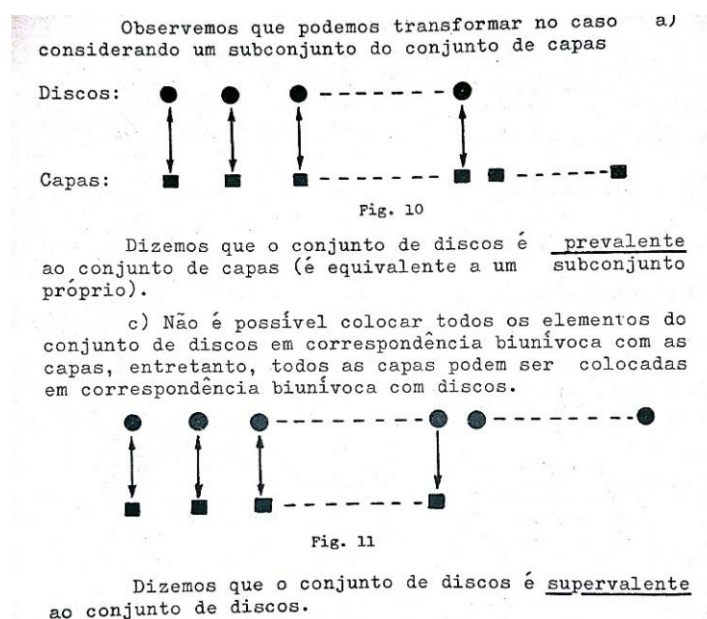 Observemos que podemos transformar no caso a)
considerando um subconjunto do conjunto de capas
Discos:
Capas:
Fig. 10
Dizemos que o conjunto de discos é prevalente
ao conjunto de capas (é equivalente a um subconjunto
próprio).
c) Não é possível colocar todos os elementos do
conjunto de discos em correspondência biunívoca com as
capas, entretanto, todos as capas podem ser colocadas
em correspondência biunívoca com discos.
Fig. 11
Dizemos que o conjunto de discos é supervalente
ao conjunto de discos.